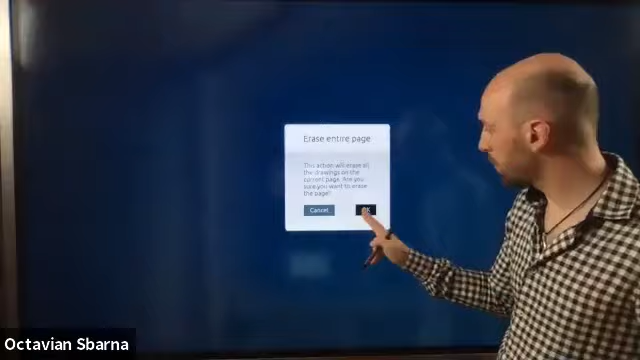 Erase entire page
This action will erase all
the drawings on the
current page. Are you
sure you want to erase
the page?
Cancel
OK
Octavian Sbarna